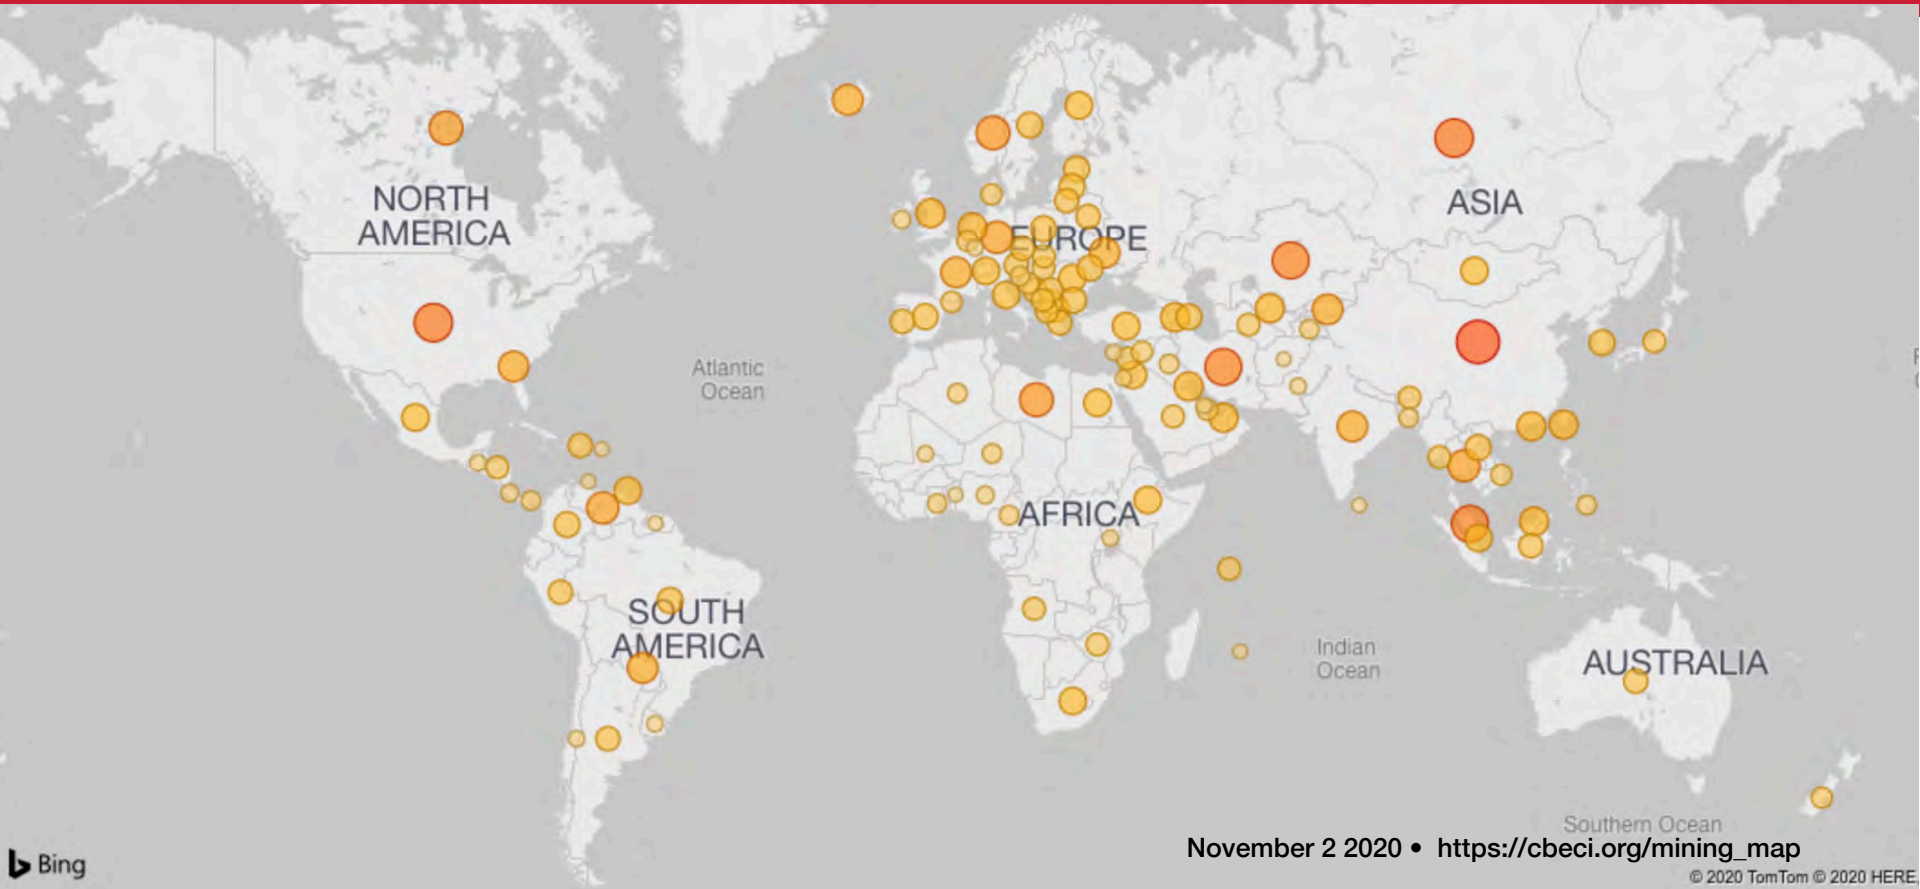 NORTH
AMERICA
ASIA
EUROPE
Atlantic
Ocean
AFRICA
SOUTH
AMERICA
Indian
Ocean
AUSTRALIA
Southern Ocean
November 2 2020 • https://cbeci.org/mining_map
Bing
© 2020 TomTom © 2020 HERE